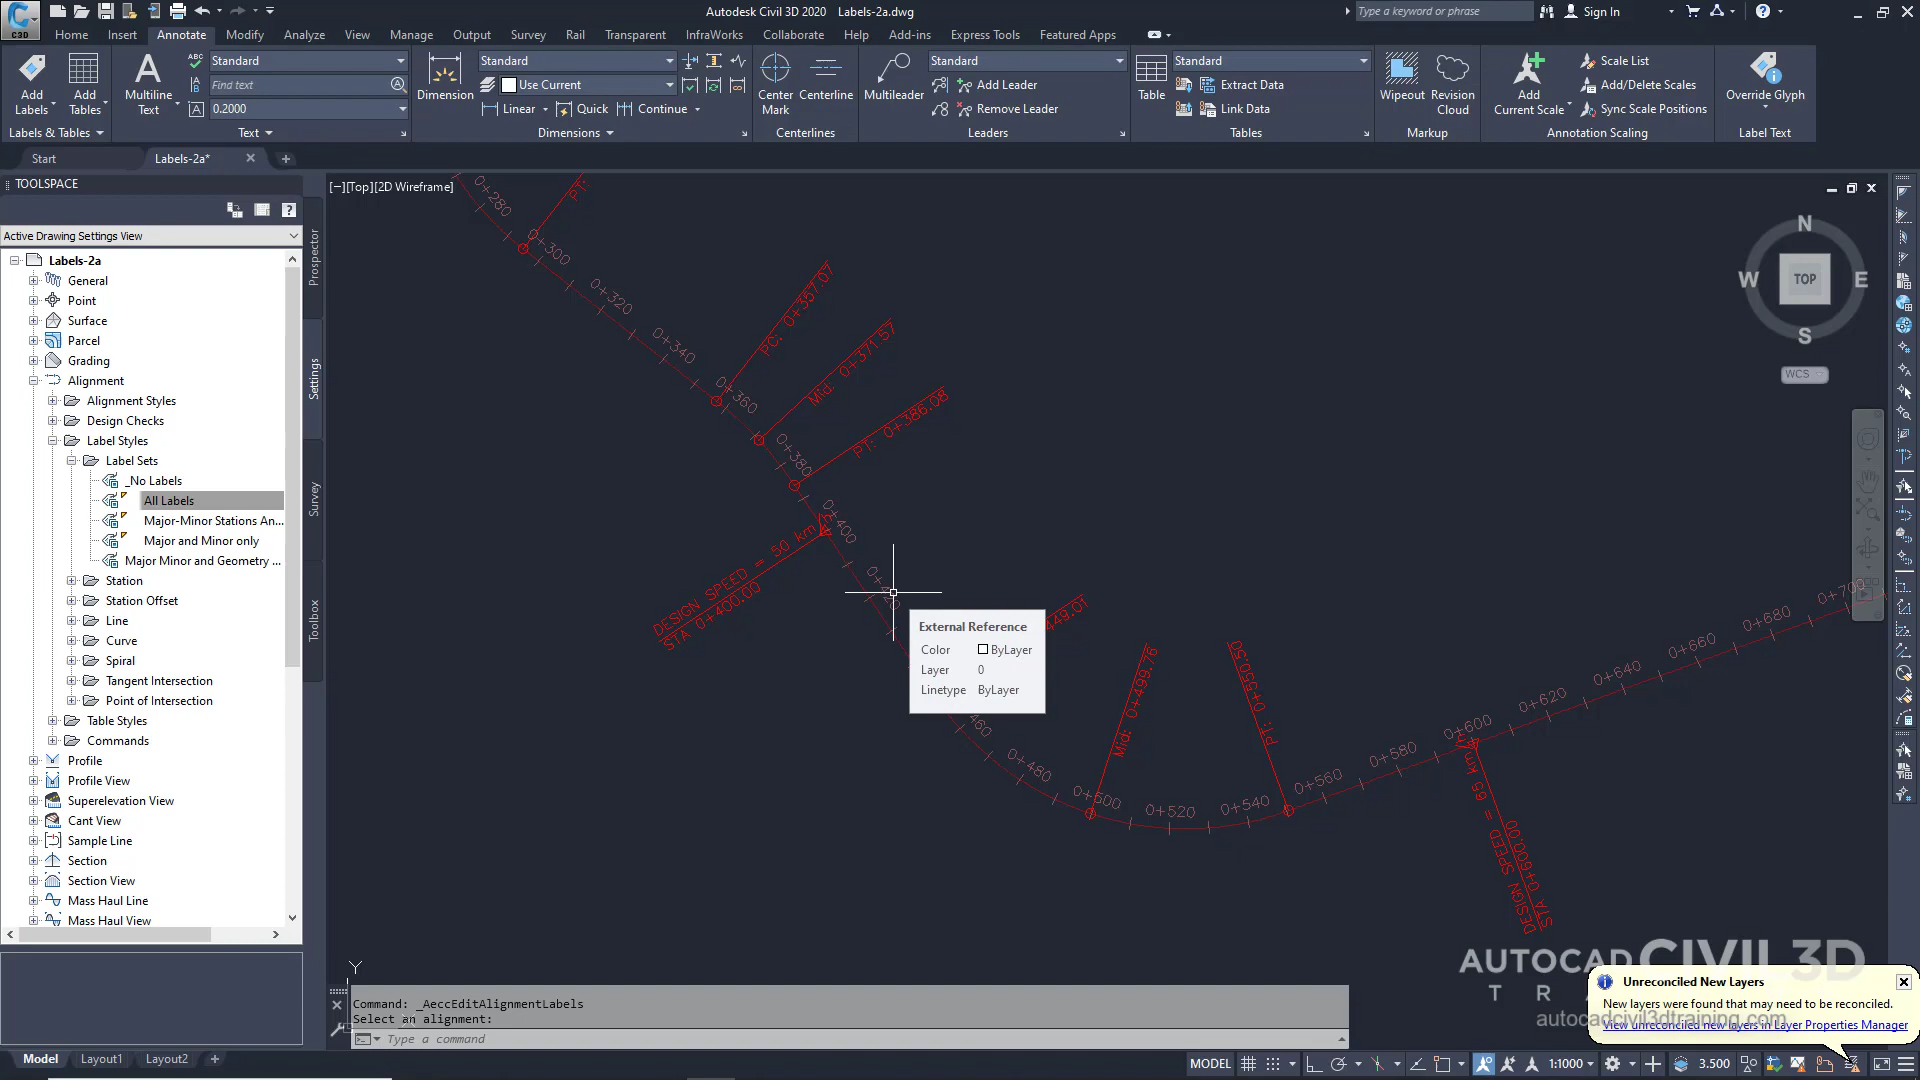 C3D
Autodesk Civil 3D 2020 Labels-2a.dwg
Type a keyword or phrase
Sign In
Home Insert Annotate Modify Analyze View Manage Output Survey Rail Transparent InfraWorks Collaborate Help Add-ins Express Tools Featured Apps
Add Labels
Add Tables
Labels & Tables
Multiline Text
ABC
Standard
Find text
0.2000
Text
Dimension
Standard
Use Current
Linear Quick Continue
Dimensions
Center Mark
Centerline
Centerlines
Multileader
Standard
Add Leader
Remove Leader
Leaders
Table
Standard
Extract Data
Link Data
Tables
Wipeout
Revision Cloud
Markup
Add Current Scale
Scale List
Add/Delete Scales
Sync Scale Positions
Annotation Scaling
Override Glyph
Label Text
Start
Labels-2a*
TOOLSPACE
Active Drawing Settings View
Labels-2a
General
Point
Surface
Parcel
Grading
Alignment
Alignment Styles
Design Checks
Label Styles
Label Sets
_No Labels
All Labels
Major-Minor Stations An...
Major and Minor only
Major Minor and Geometry ...
Station
Station Offset
Line
Curve
Spiral
Tangent Intersection
Point of Intersection
Table Styles
Commands
Profile
Profile View
Superelevation View
Cant View
Sample Line
Section
Section View
Mass Haul Line
Mass Haul View
Prospector
Settings
Survey
Toolbox
[−][Top][2D Wireframe]
0+280
PT:
0+300
0+320
0+340
0+360
PC: 0+357.07
Mid: 0+371.57
PT: 0+386.08
0+380
0+400
DESIGN SPEED = 50 km
STA 0+400.00
449.01
460
0+480
0+500
Mid: 0+499.76
0+520
0+540
PT: 0+550.50
0+560
0+580
0+600
0+620
0+640
0+660
0+680
0+700
DESIGN SPEED = 65 km
STA 0+600.00
External Reference
Color ByLayer
Layer 0
Linetype ByLayer
N
W TOP E
S
WCS
Y
X
Command: _AeccEditAlignmentLabels
Select an alignment:
Type a command
AUTOCAD CIVIL 3D
T R A
autocadcivil3dtraining.com
Unreconciled New Layers
New layers were found that may need to be reconciled.
View unreconciled new layers in Layer Properties Manager
Model Layout1 Layout2
MODEL
1:1000
3.500